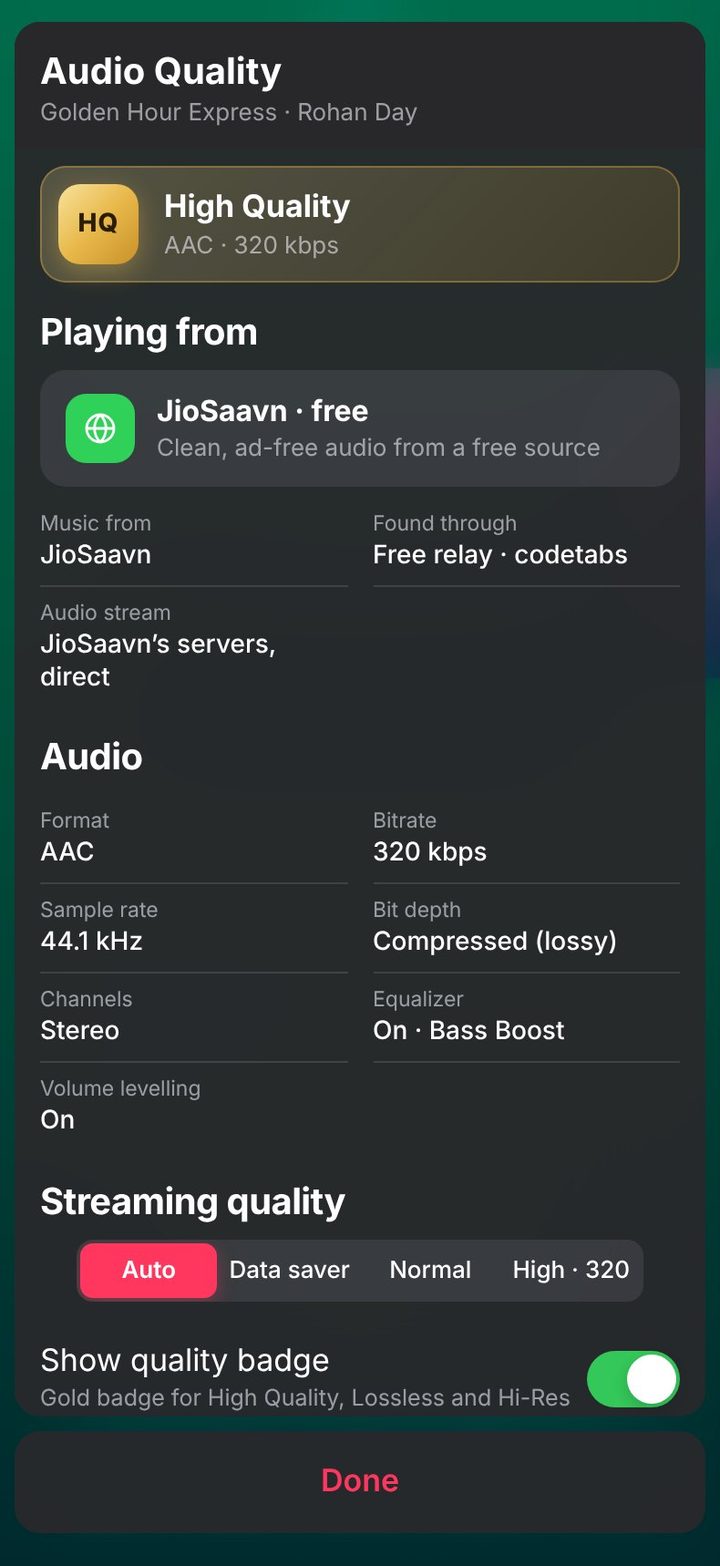 Audio Quality
Golden Hour Express · Rohan Day
HQ
High Quality
AAC · 320 kbps
Playing from
JioSaavn · free
Clean, ad-free audio from a free source
Music from
JioSaavn
Found through
Free relay · codetabs
Audio stream
JioSaavn’s servers,
direct
Audio
Format
AAC
Bitrate
320 kbps
Sample rate
44.1 kHz
Bit depth
Compressed (lossy)
Channels
Stereo
Equalizer
On · Bass Boost
Volume levelling
On
Streaming quality
Auto Data saver Normal High · 320
Show quality badge
Gold badge for High Quality, Lossless and Hi-Res
Done